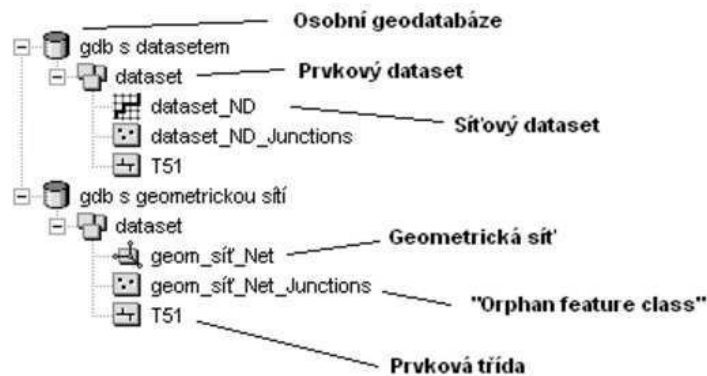 Osobní geodatabáze
gdb s datasetem
dataset
Prvkový dataset
dataset_ND
Síťový dataset
dataset_ND_Junctions
T51
gdb s geometrickou sítí
dataset
Geometrická síť
geom_síť_Net
geom_síť_Net_Junctions
"Orphan feature class"
T51
Prvková třída